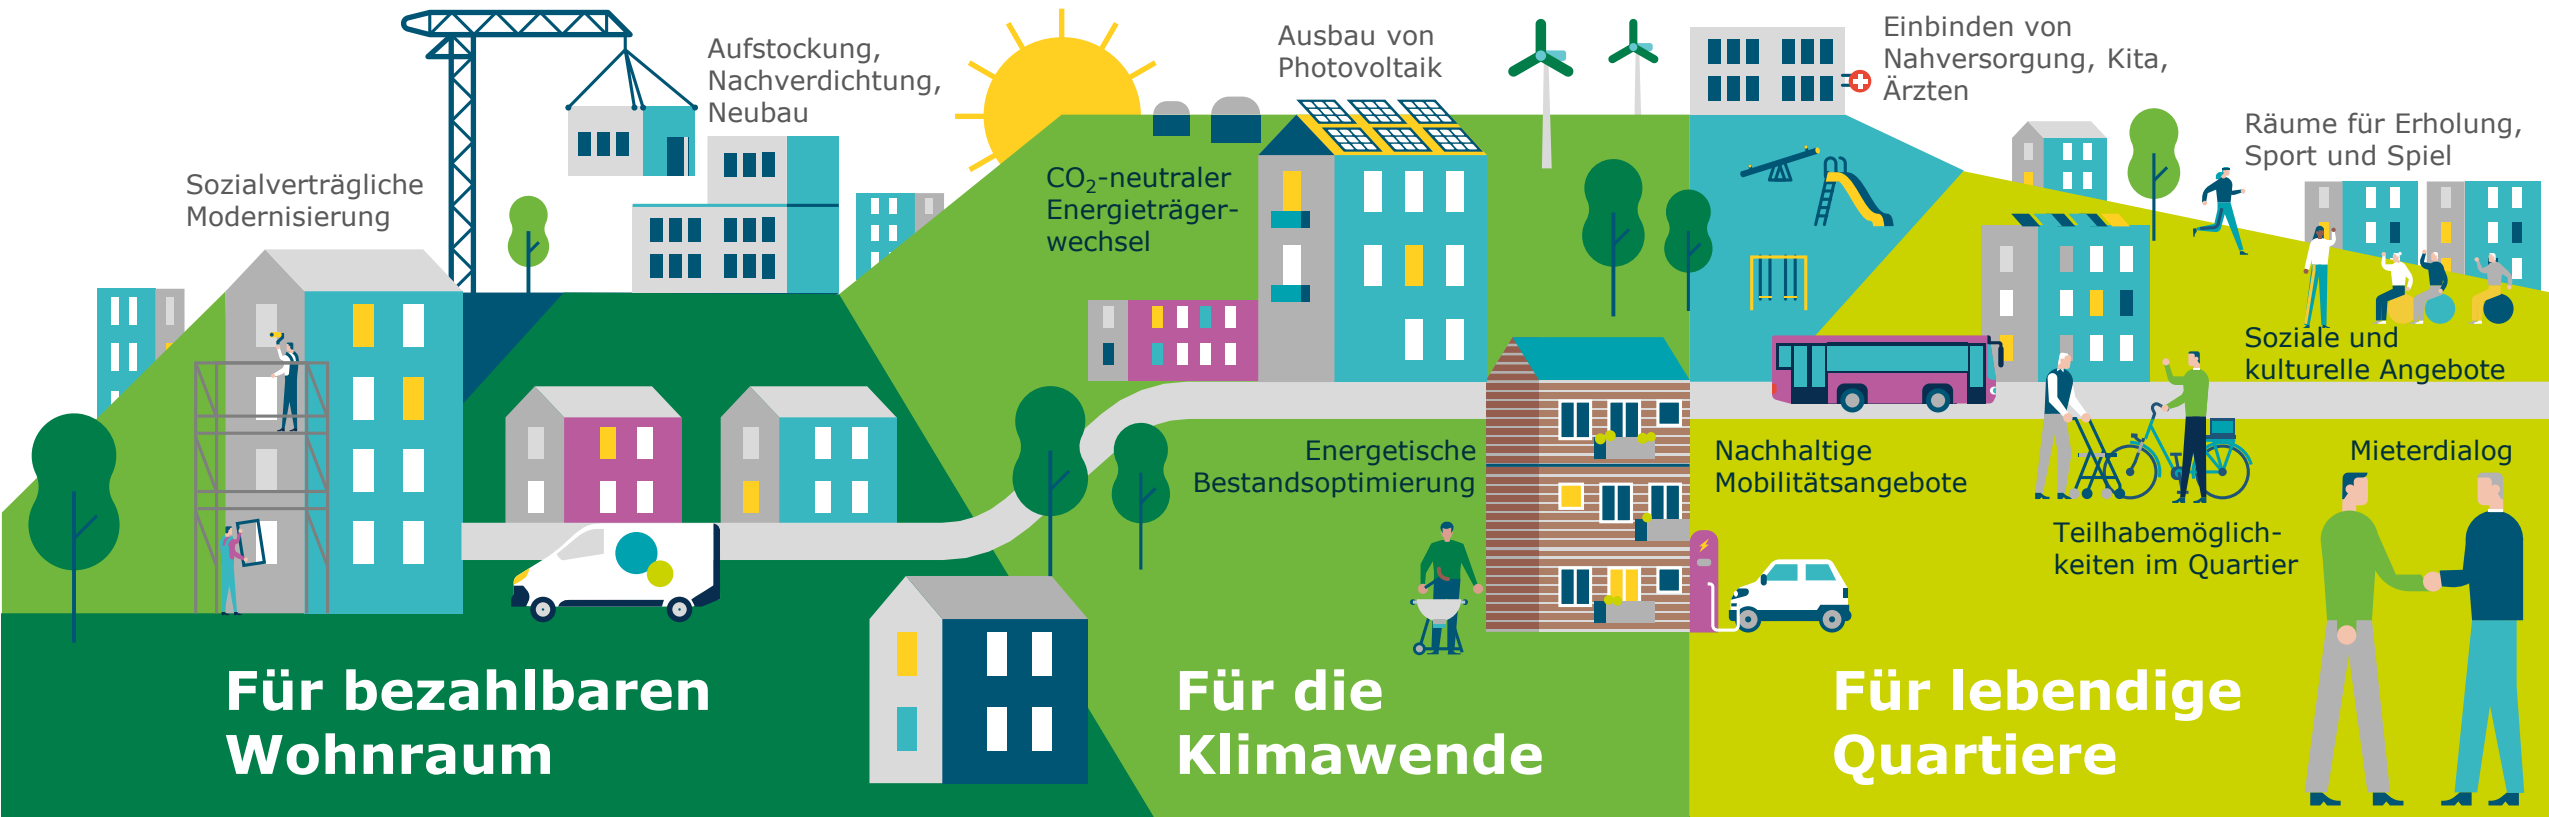 Sozialverträgliche
Modernisierung
Aufstockung,
Nachverdichtung,
Neubau
Für bezahlbaren
Wohnraum
CO₂-neutraler
Energieträger-
wechsel
Ausbau von
Photovoltaik
Energetische
Bestandsoptimierung
Für die
Klimawende
Einbinden von
Nahversorgung, Kita,
Ärzten
Räume für Erholung,
Sport und Spiel
Soziale und
kulturelle Angebote
Nachhaltige
Mobilitätsangebote
Teilhabemöglich-
keiten im Quartier
Mieterdialog
Für lebendige
Quartiere